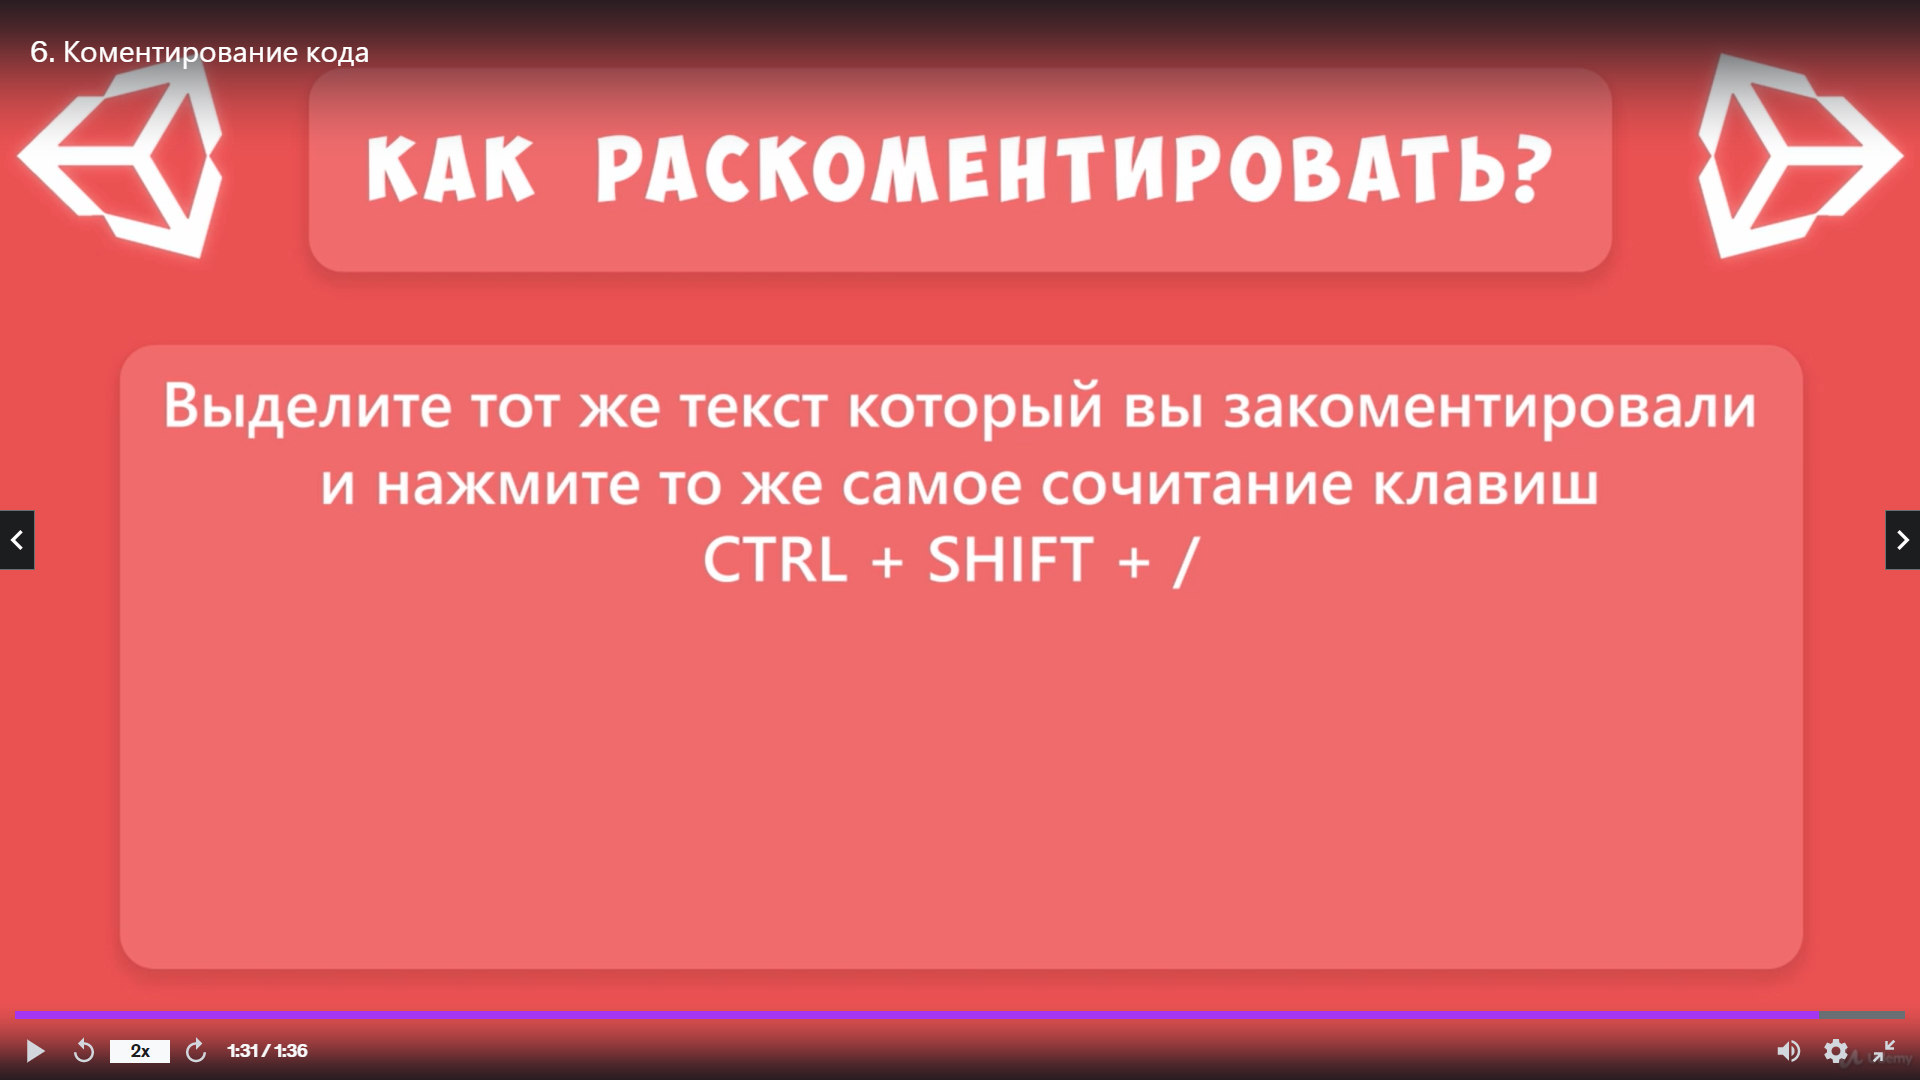 6. Коментирование кода
КАК РАСКОМЕНТИРОВАТЬ?
Выделите тот же текст который вы закоментировали
и нажмите то же самое сочитание клавиш
CTRL + SHIFT + /
2x
1:31 / 1:36
Udemy